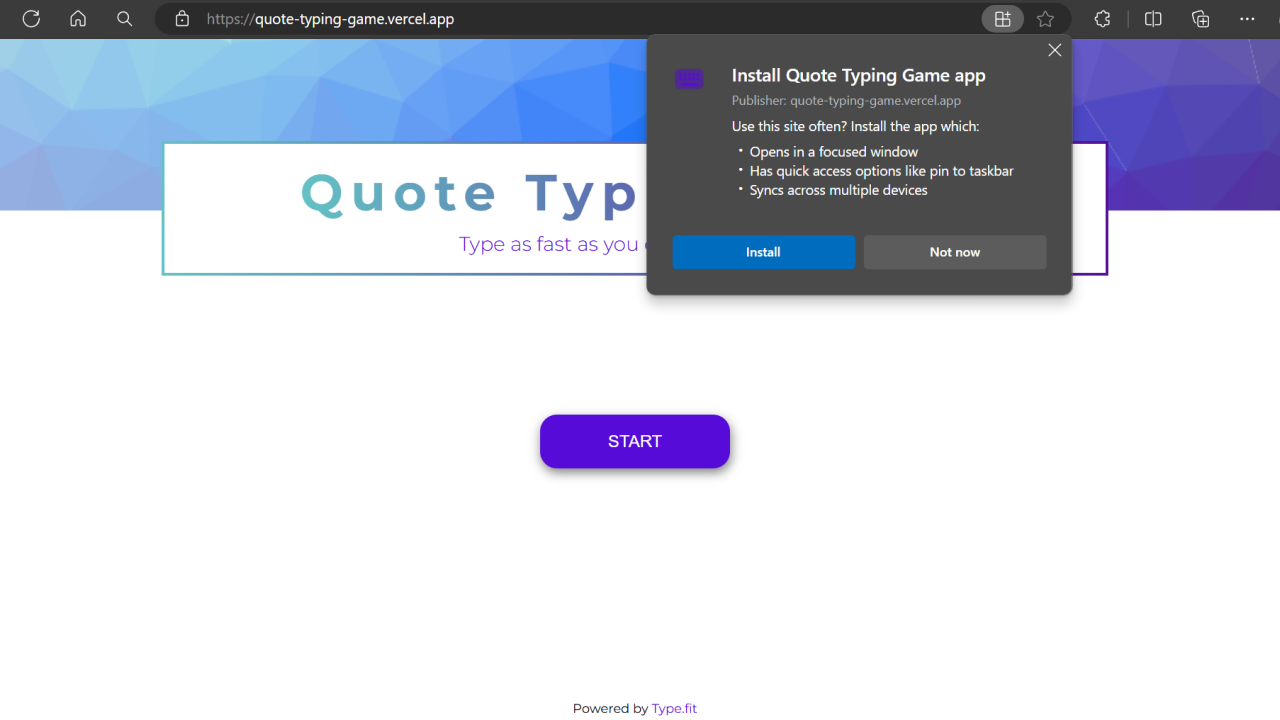 https://quote-typing-game.vercel.app
Install Quote Typing Game app
Publisher: quote-typing-game.vercel.app
Use this site often? Install the app which:
• Opens in a focused window
• Has quick access options like pin to taskbar
• Syncs across multiple devices
Install
Not now
Quote Typ
Type as fast as you
START
Powered by Type.fit